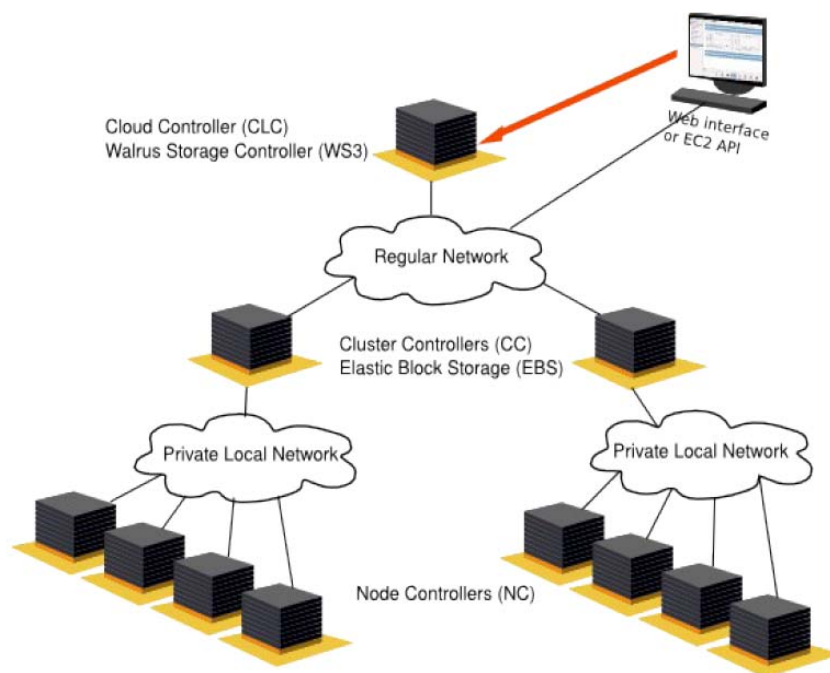 Cloud Controller (CLC)
Walrus Storage Controller (WS3)
Web interface
or EC2 API
Regular Network
Cluster Controllers (CC)
Elastic Block Storage (EBS)
Private Local Network
Private Local Network
Node Controllers (NC)